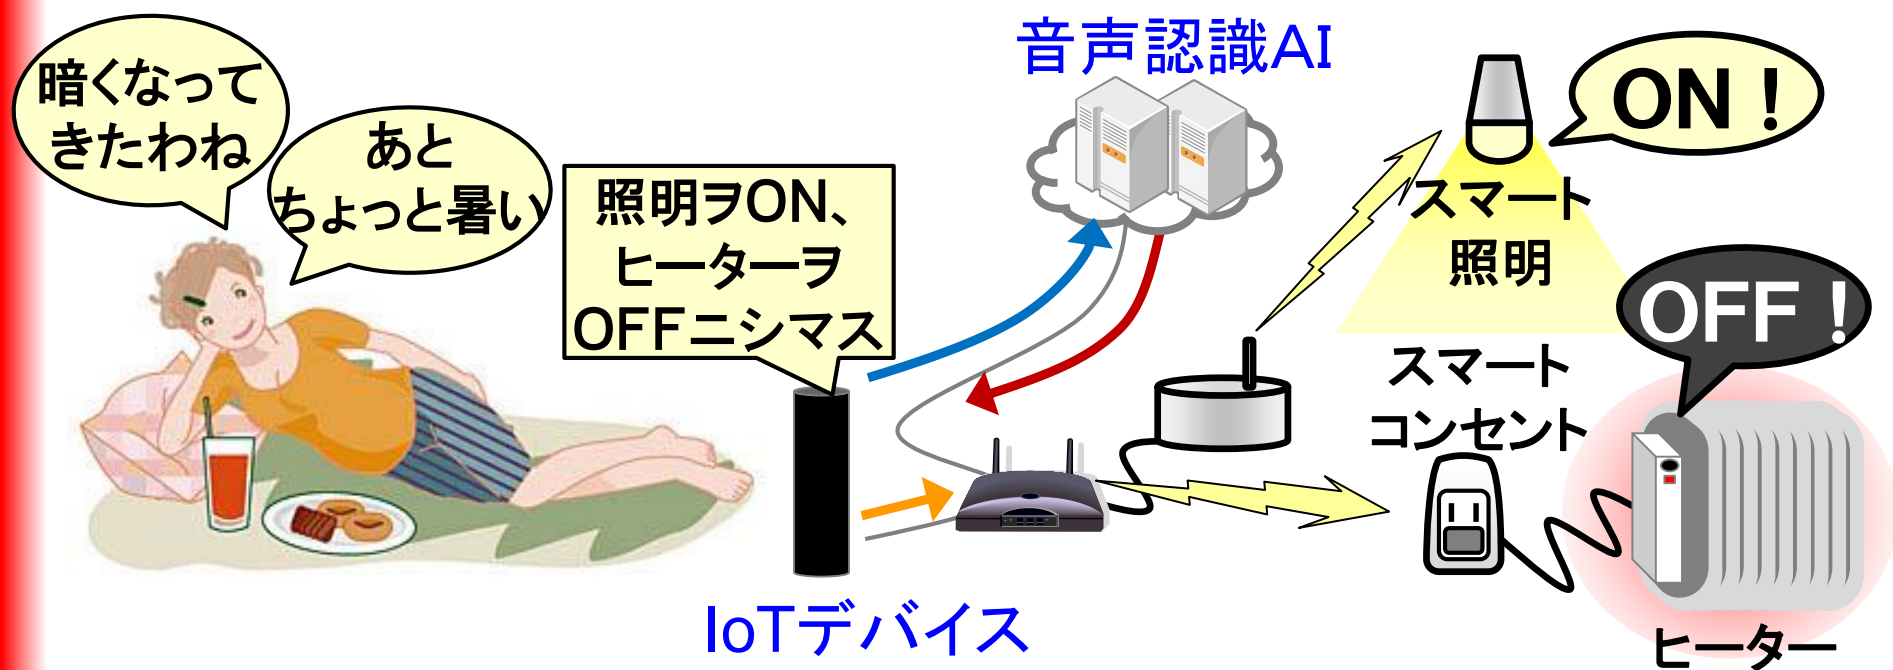 暗くなって
きたわね
あと
ちょっと暑い
照明ヲON、
ヒーターヲ
OFFニシマス
音声認識AI
ON！
スマート
照明
OFF！
スマート
コンセント
IoTデバイス
ヒーター